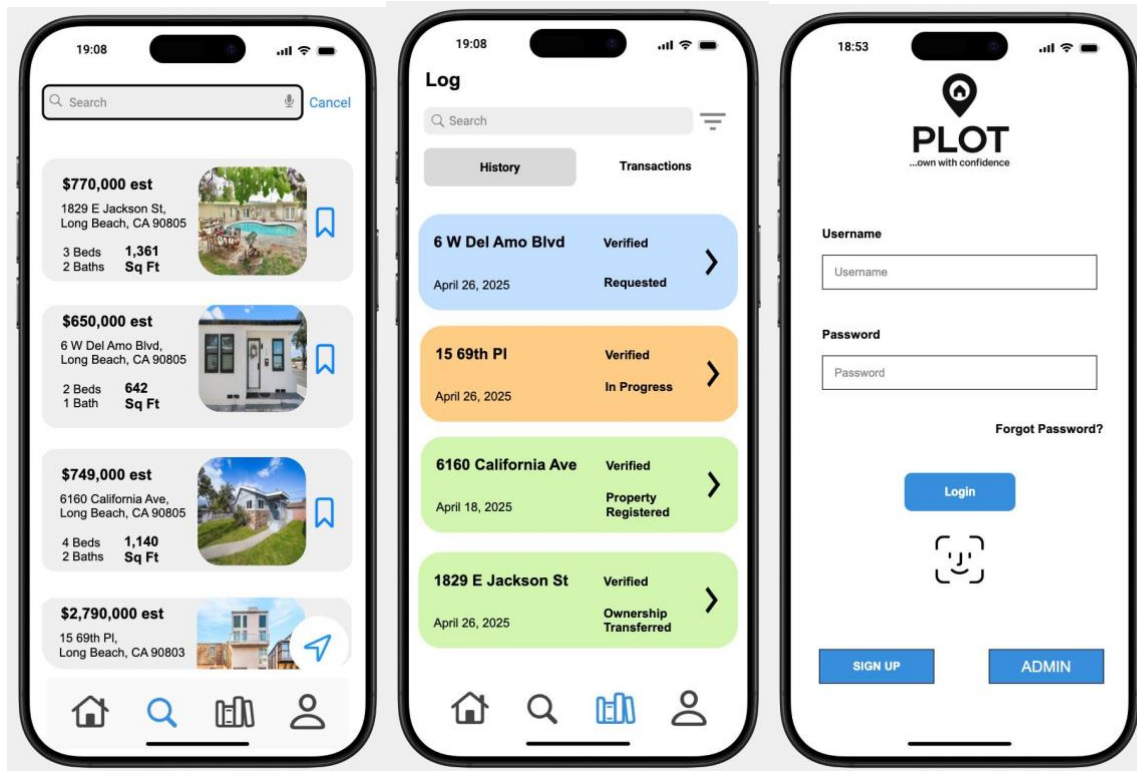 19:08
Search
Cancel
$770,000 est
1829 E Jackson St,
Long Beach, CA 90805
3 Beds 1,361
2 Baths Sq Ft
$650,000 est
6 W Del Amo Blvd,
Long Beach, CA 90805
2 Beds 642
1 Bath Sq Ft
$749,000 est
6160 California Ave,
Long Beach, CA 90805
4 Beds 1,140
2 Baths Sq Ft
$2,790,000 est
15 69th Pl,
Long Beach, CA 90803
19:08
Log
Search
History Transactions
6 W Del Amo Blvd Verified
April 26, 2025 Requested
15 69th Pl Verified
In Progress
April 26, 2025
6160 California Ave Verified
April 18, 2025 Property
Registered
1829 E Jackson St Verified
April 26, 2025 Ownership
Transferred
18:53
PLOT
...own with confidence
Username
Username
Password
Password
Forgot Password?
Login
SIGN UP ADMIN